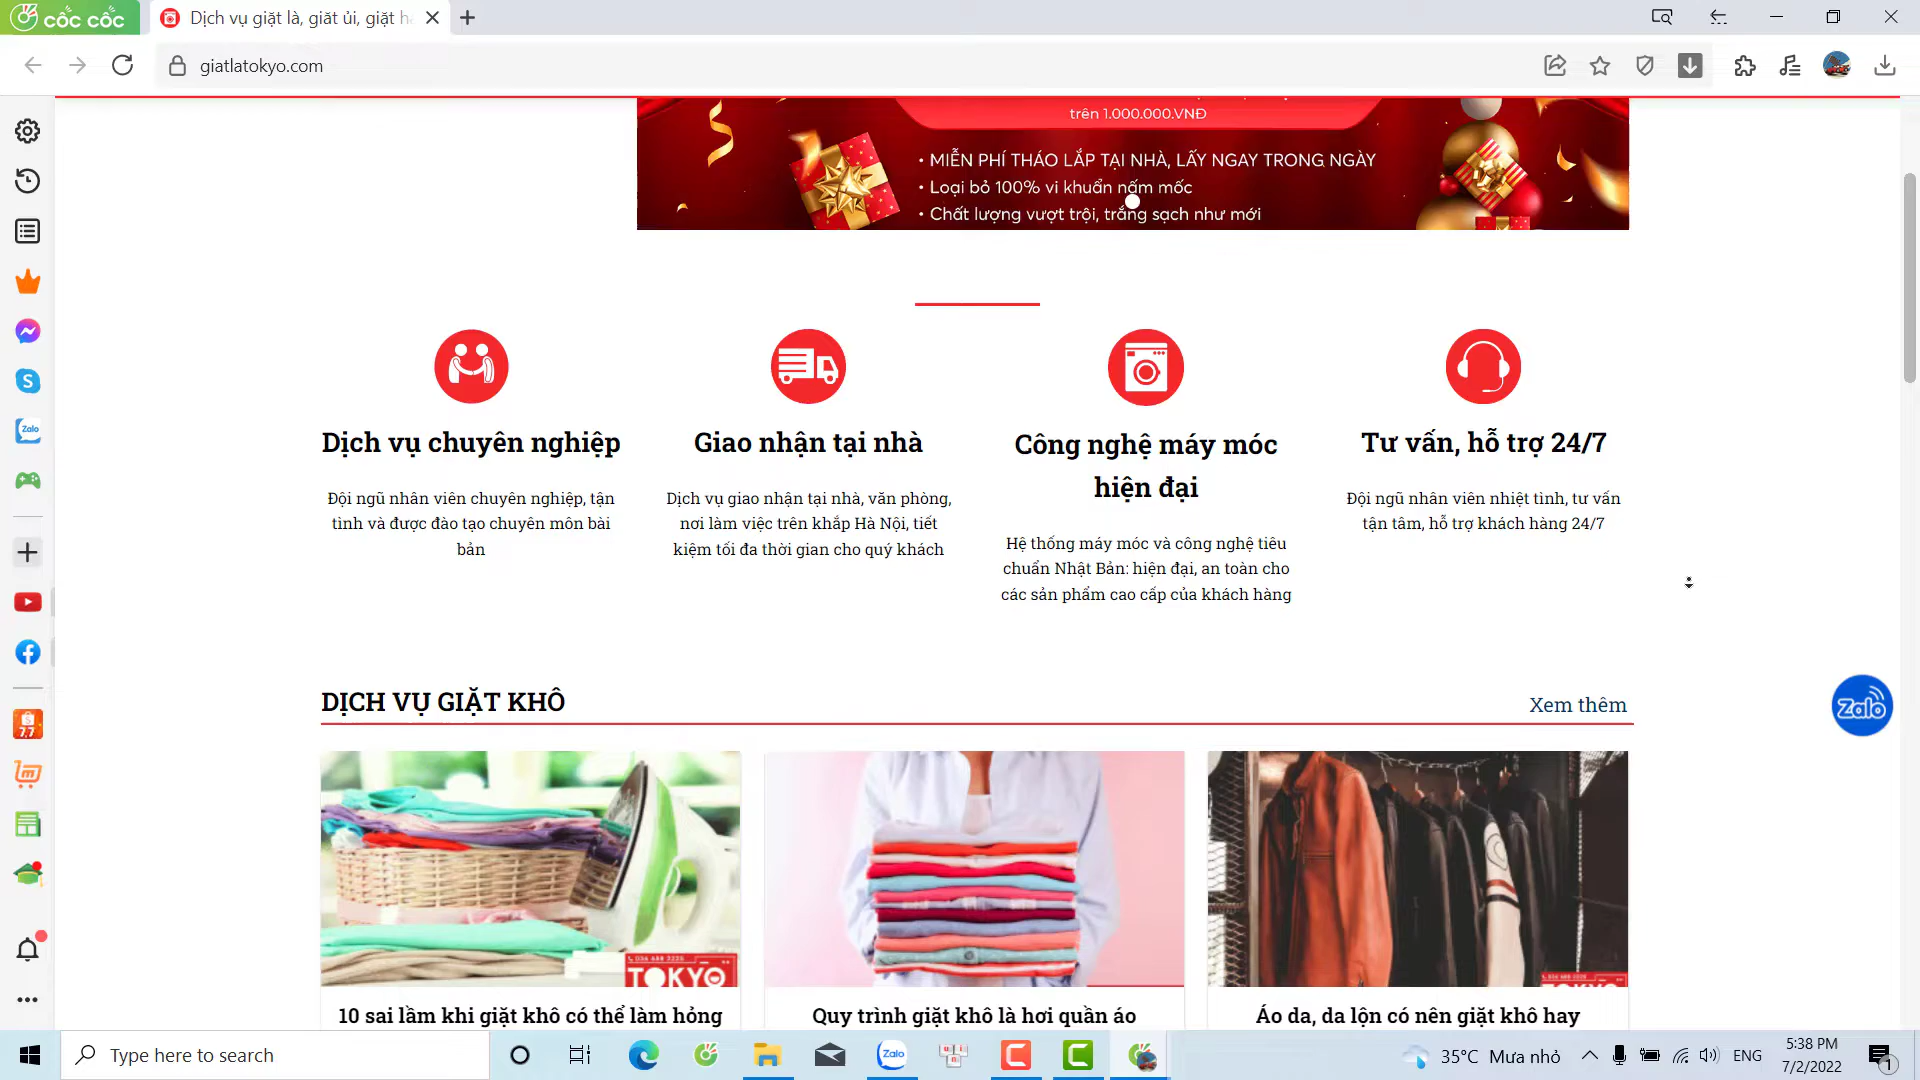 cốc cốc
Dịch vụ giặt là, giặt ủi, giặt h
giatlatokyo.com
trên 1.000.000.VNĐ
• MIỄN PHÍ THÁO LẮP TẠI NHÀ, LẤY NGAY TRONG NGÀY
• Loại bỏ 100% vi khuẩn nấm mốc
• Chất lượng vượt trội, trắng sạch như mới
Dịch vụ chuyên nghiệp
Đội ngũ nhân viên chuyên nghiệp, tận
tình và được đào tạo chuyên môn bài
bản
Giao nhận tại nhà
Dịch vụ giao nhận tại nhà, văn phòng,
nơi làm việc trên khắp Hà Nội, tiết
kiệm tối đa thời gian cho quý khách
Công nghệ máy móc
hiện đại
Hệ thống máy móc và công nghệ tiêu
chuẩn Nhật Bản: hiện đại, an toàn cho
các sản phẩm cao cấp của khách hàng
Tư vấn, hỗ trợ 24/7
Đội ngũ nhân viên nhiệt tình, tư vấn
tận tâm, hỗ trợ khách hàng 24/7
Zalo
7.7
DỊCH VỤ GIẶT KHÔ
Xem thêm
Zalo
036 688 3225
TOKYO
10 sai lầm khi giặt khô có thể làm hỏng
Quy trình giặt khô là hơi quần áo
Áo da, da lộn có nên giặt khô hay
Type here to search
Zalo
35°C Mưa nhỏ
ENG
5:38 PM
7/2/2022
1